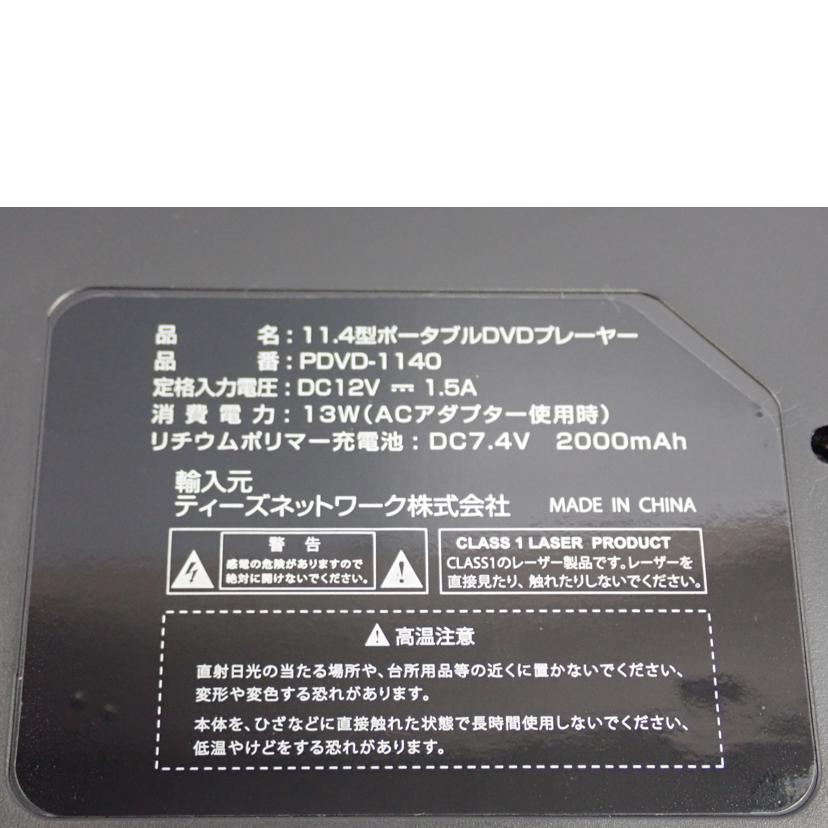 品 名:11.4型ポータブルDVDプレーヤー
品 番:PDVD-1140
定格入力電圧:DC12V ⎓ 1.5A
消費電力:13W(ACアダプター使用時)
リチウムポリマー充電池:DC7.4V 2000mAh
輸入元
ティーズネットワーク株式会社 MADE IN CHINA
警告
感電の危険がありますので
絶対に開けないでください。
CLASS 1 LASER PRODUCT
CLASS1のレーザー製品です。レーザーを
直接見たり、触れたりしないでください。
高温注意
直射日光の当たる場所や、台所用品等の近くに置かないでください、
変形や変色する恐れがあります。
本体を、ひざなどに直接触れた状態で長時間使用しないでください、
低温やけどをする恐れがあります。